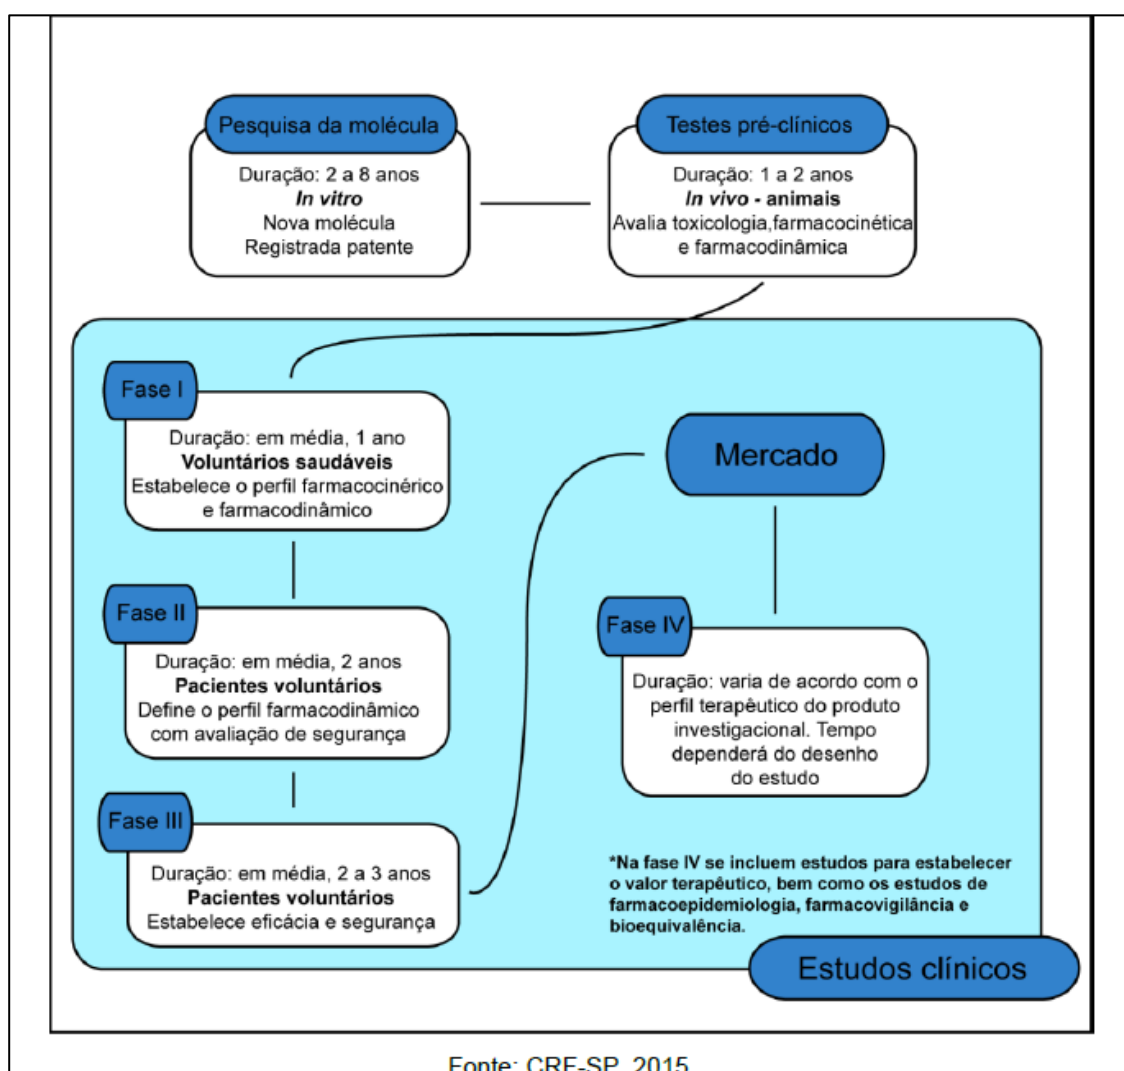 Pesquisa da molécula
Duração: 2 a 8 anos
In vitro
Nova molécula
Registrada patente
Testes pré-clínicos
Duração: 1 a 2 anos
In vivo - animais
Avalia toxicologia,farmacocinética
e farmacodinâmica
Fase I
Duração: em média, 1 ano
Voluntários saudáveis
Estabelece o perfil farmacocinérico
e farmacodinâmico
Fase II
Duração: em média, 2 anos
Pacientes voluntários
Define o perfil farmacodinâmico
com avaliação de segurança
Fase III
Duração: em média, 2 a 3 anos
Pacientes voluntários
Estabelece eficácia e segurança
Mercado
Fase IV
Duração: varia de acordo com o
perfil terapêutico do produto
investigacional. Tempo
dependerá do desenho
do estudo
*Na fase IV se incluem estudos para estabelecer
o valor terapêutico, bem como os estudos de
farmacoepidemiologia, farmacovigilância e
bioequivalência.
Estudos clínicos
Fonte: CRF-SP, 2015